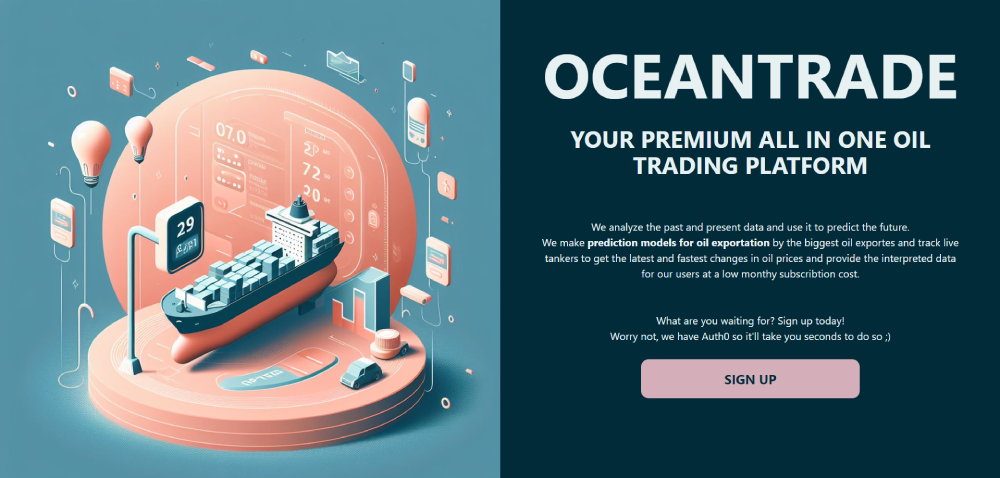 OCEANTRADE
YOUR PREMIUM ALL IN ONE OIL
TRADING PLATFORM
We analyze the past and present data and use it to predict the future.
We make prediction models for oil exportation by the biggest oil exportes and track live
tankers to get the latest and fastest changes in oil prices and provide the interpreted data
for our users at a low monthy subscribtion cost.
What are you waiting for? Sign up today!
Worry not, we have Auth0 so it'll take you seconds to do so ;)
SIGN UP
07.0
72
20
29